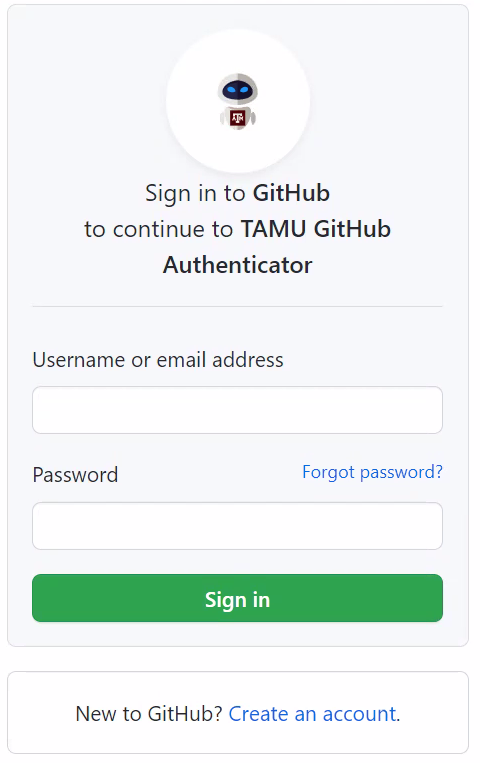 ATM
Sign in to GitHub
to continue to TAMU GitHub
Authenticator
Username or email address
Password
Forgot password?
Sign in
New to GitHub? Create an account.